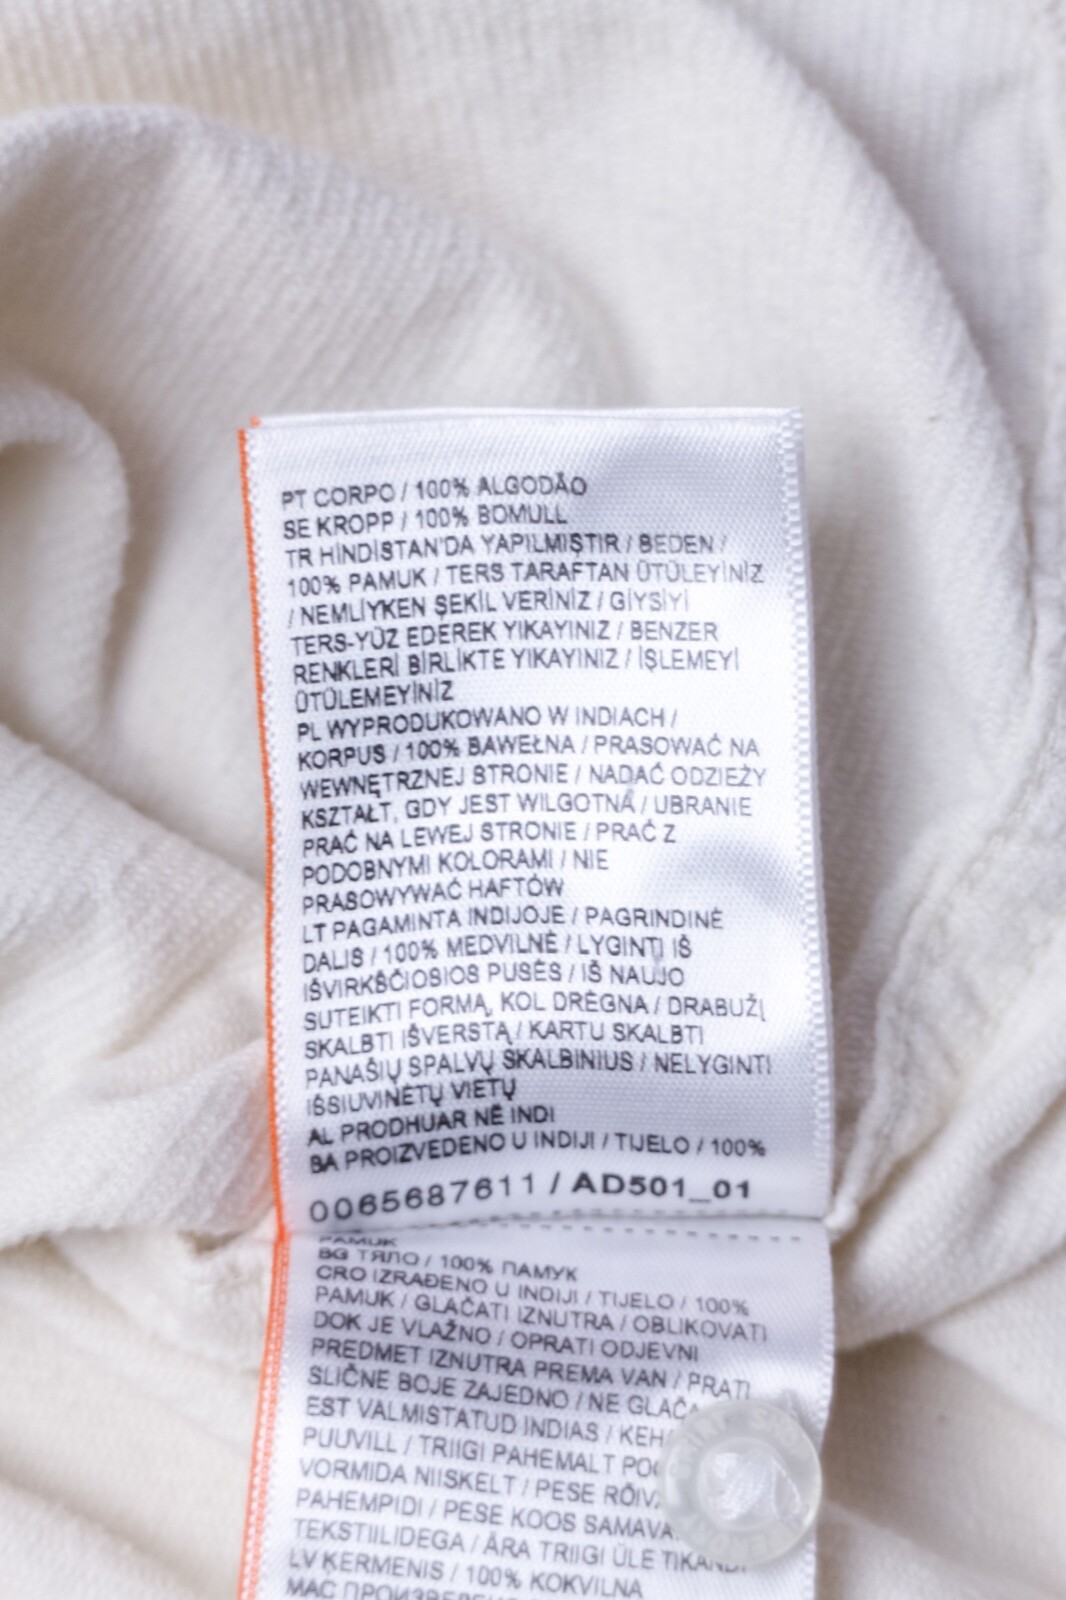 PT CORPO / 100% ALGODÃO
SE KROPP / 100% BOMULL
TR HİNDİSTAN'DA YAPILMIŞTIR / BEDEN /
100% PAMUK / TERS TARAFTAN ÜTÜLEYİNİZ
/ NEMLİYKEN ŞEKİL VERİNİZ / GİYSİYİ
TERS-YÜZ EDEREK YIKAYINIZ / BENZER
RENKLERİ BİRLİKTE YIKAYINIZ / İŞLEMEYİ
ÜTÜLEMEYİNİZ
PL WYPRODUKOWANO W INDIACH /
KORPUS / 100% BAWEŁNA / PRASOWAĆ NA
WEWNĘTRZNEJ STRONIE / NADAĆ ODZIEŻY
KSZTAŁT, GDY JEST WILGOTNA / UBRANIE
PRAĆ NA LEWEJ STRONIE / PRAĆ Z
PODOBNYMI KOLORAMI / NIE
PRASOWYWAĆ HAFTÓW
LT PAGAMINTA INDIJOJE / PAGRINDINĖ
DALIS / 100% MEDVILNĖ / LYGINTI IŠ
IŠVIRKŠČIOSIOS PUSĖS / IŠ NAUJO
SUTEIKTI FORMĄ, KOL DRĖGNA / DRABUŽĮ
SKALBTI IŠVERSTĄ / KARTU SKALBTI
PANAŠIŲ SPALVŲ SKALBINIUS / NELYGINTI
IŠSIUVINĖTŲ VIETŲ
AL PRODHUAR NË INDI
BA PROIZVEDENO U INDIJI / TIJELO / 100%
0065687611 / AD501_01
PAMUK
BG ТЯЛО / 100% ПАМУК
CRO IZRAĐENO U INDIJI / TIJELO / 100%
PAMUK / GLAČATI IZNUTRA / OBLIKOVATI
DOK JE VLAŽNO / OPRATI ODJEVNI
PREDMET IZNUTRA PREMA VAN / PRATI
SLIČNE BOJE ZAJEDNO / NE GLAČA
EST VALMISTATUD INDIAS / KEH
PUUVILL / TRIIGI PAHEMALT POO
VORMIDA NIISKELT / PESE RÕIV
PAHEMPIDI / PESE KOOS SAMAVA
TEKSTIILIDEGA / ÄRA TRIIGI ÜLE TIKANDI
LV ĶERMENIS / 100% KOKVILNA